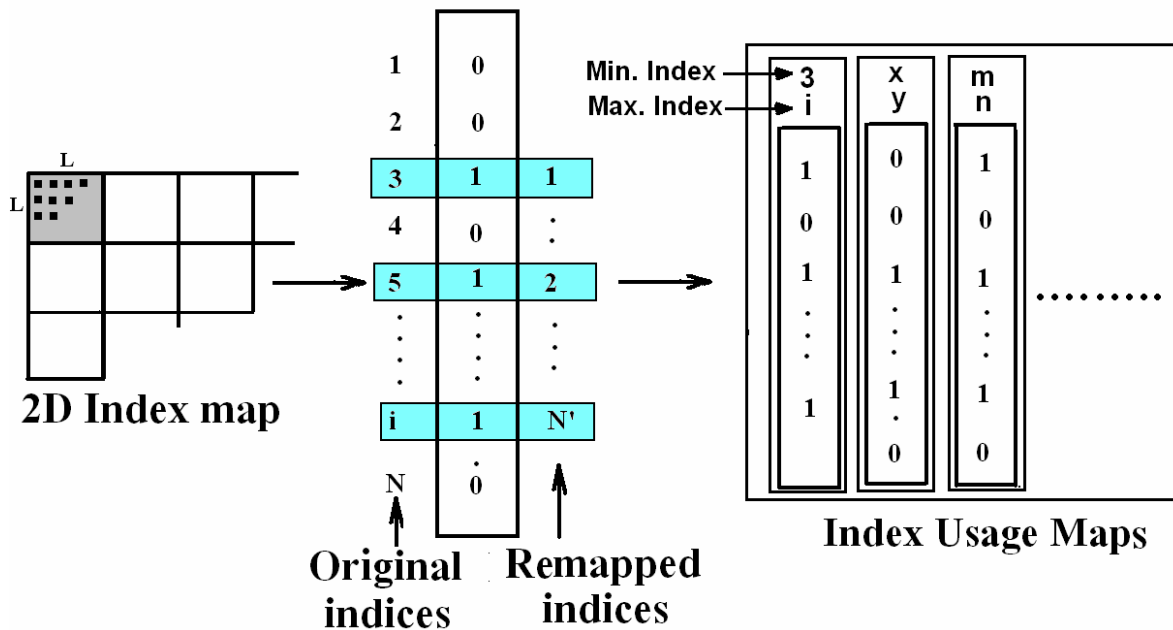 L
L
2D Index map
1 0
2 0
3 1 1
4 0 :
5 1 2
i 1 N'
N 0
Original indices
Remapped indices
Min. Index 3 x m
Max. Index i y n
1 0 1
0 0 0
1 1 1
1 1 1
0 0
Index Usage Maps